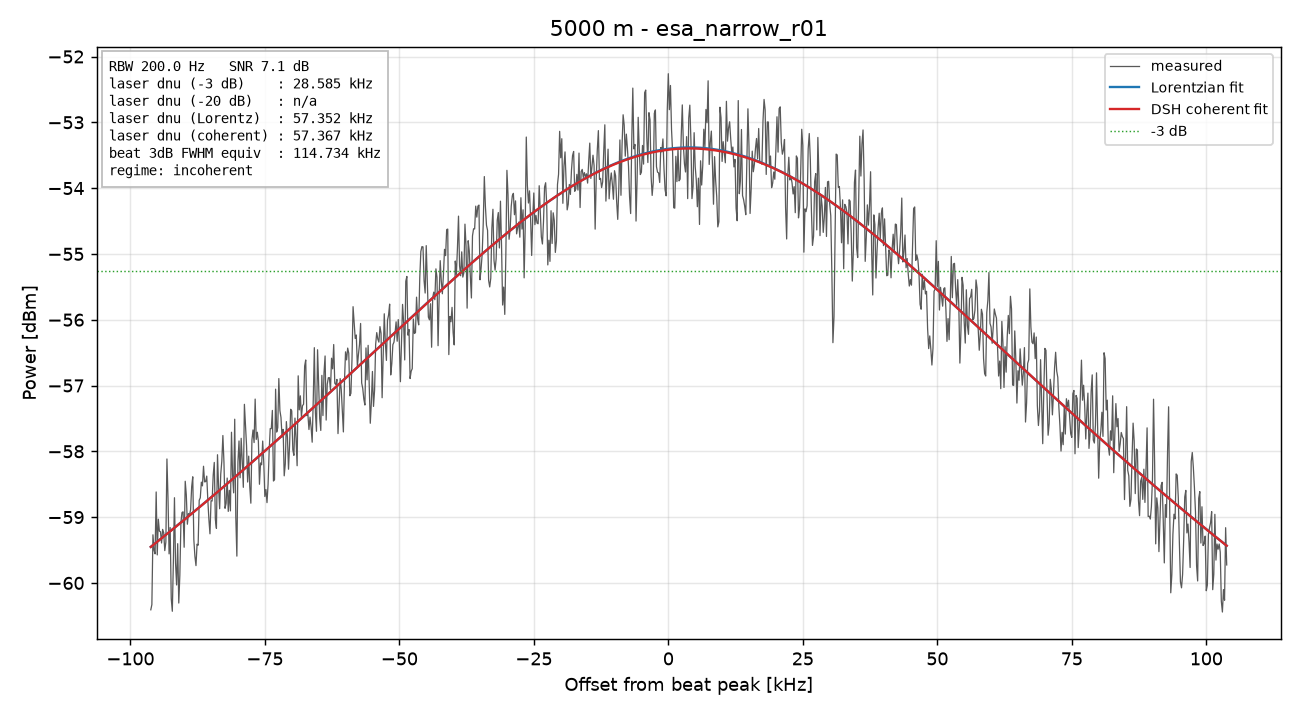 5000 m - esa_narrow_r01
RBW 200.0 Hz   SNR 7.1 dB
laser dnu (-3 dB)    : 28.585 kHz
laser dnu (-20 dB)   : n/a
laser dnu (Lorentz)  : 57.352 kHz
laser dnu (coherent) : 57.367 kHz
beat 3dB FWHM equiv  : 114.734 kHz
regime: incoherent
measured
Lorentzian fit
DSH coherent fit
-3 dB
Power [dBm]
−52
−53
−54
−55
−56
−57
−58
−59
−60
−100
−75
−50
−25
0
25
50
75
100
Offset from beat peak [kHz]